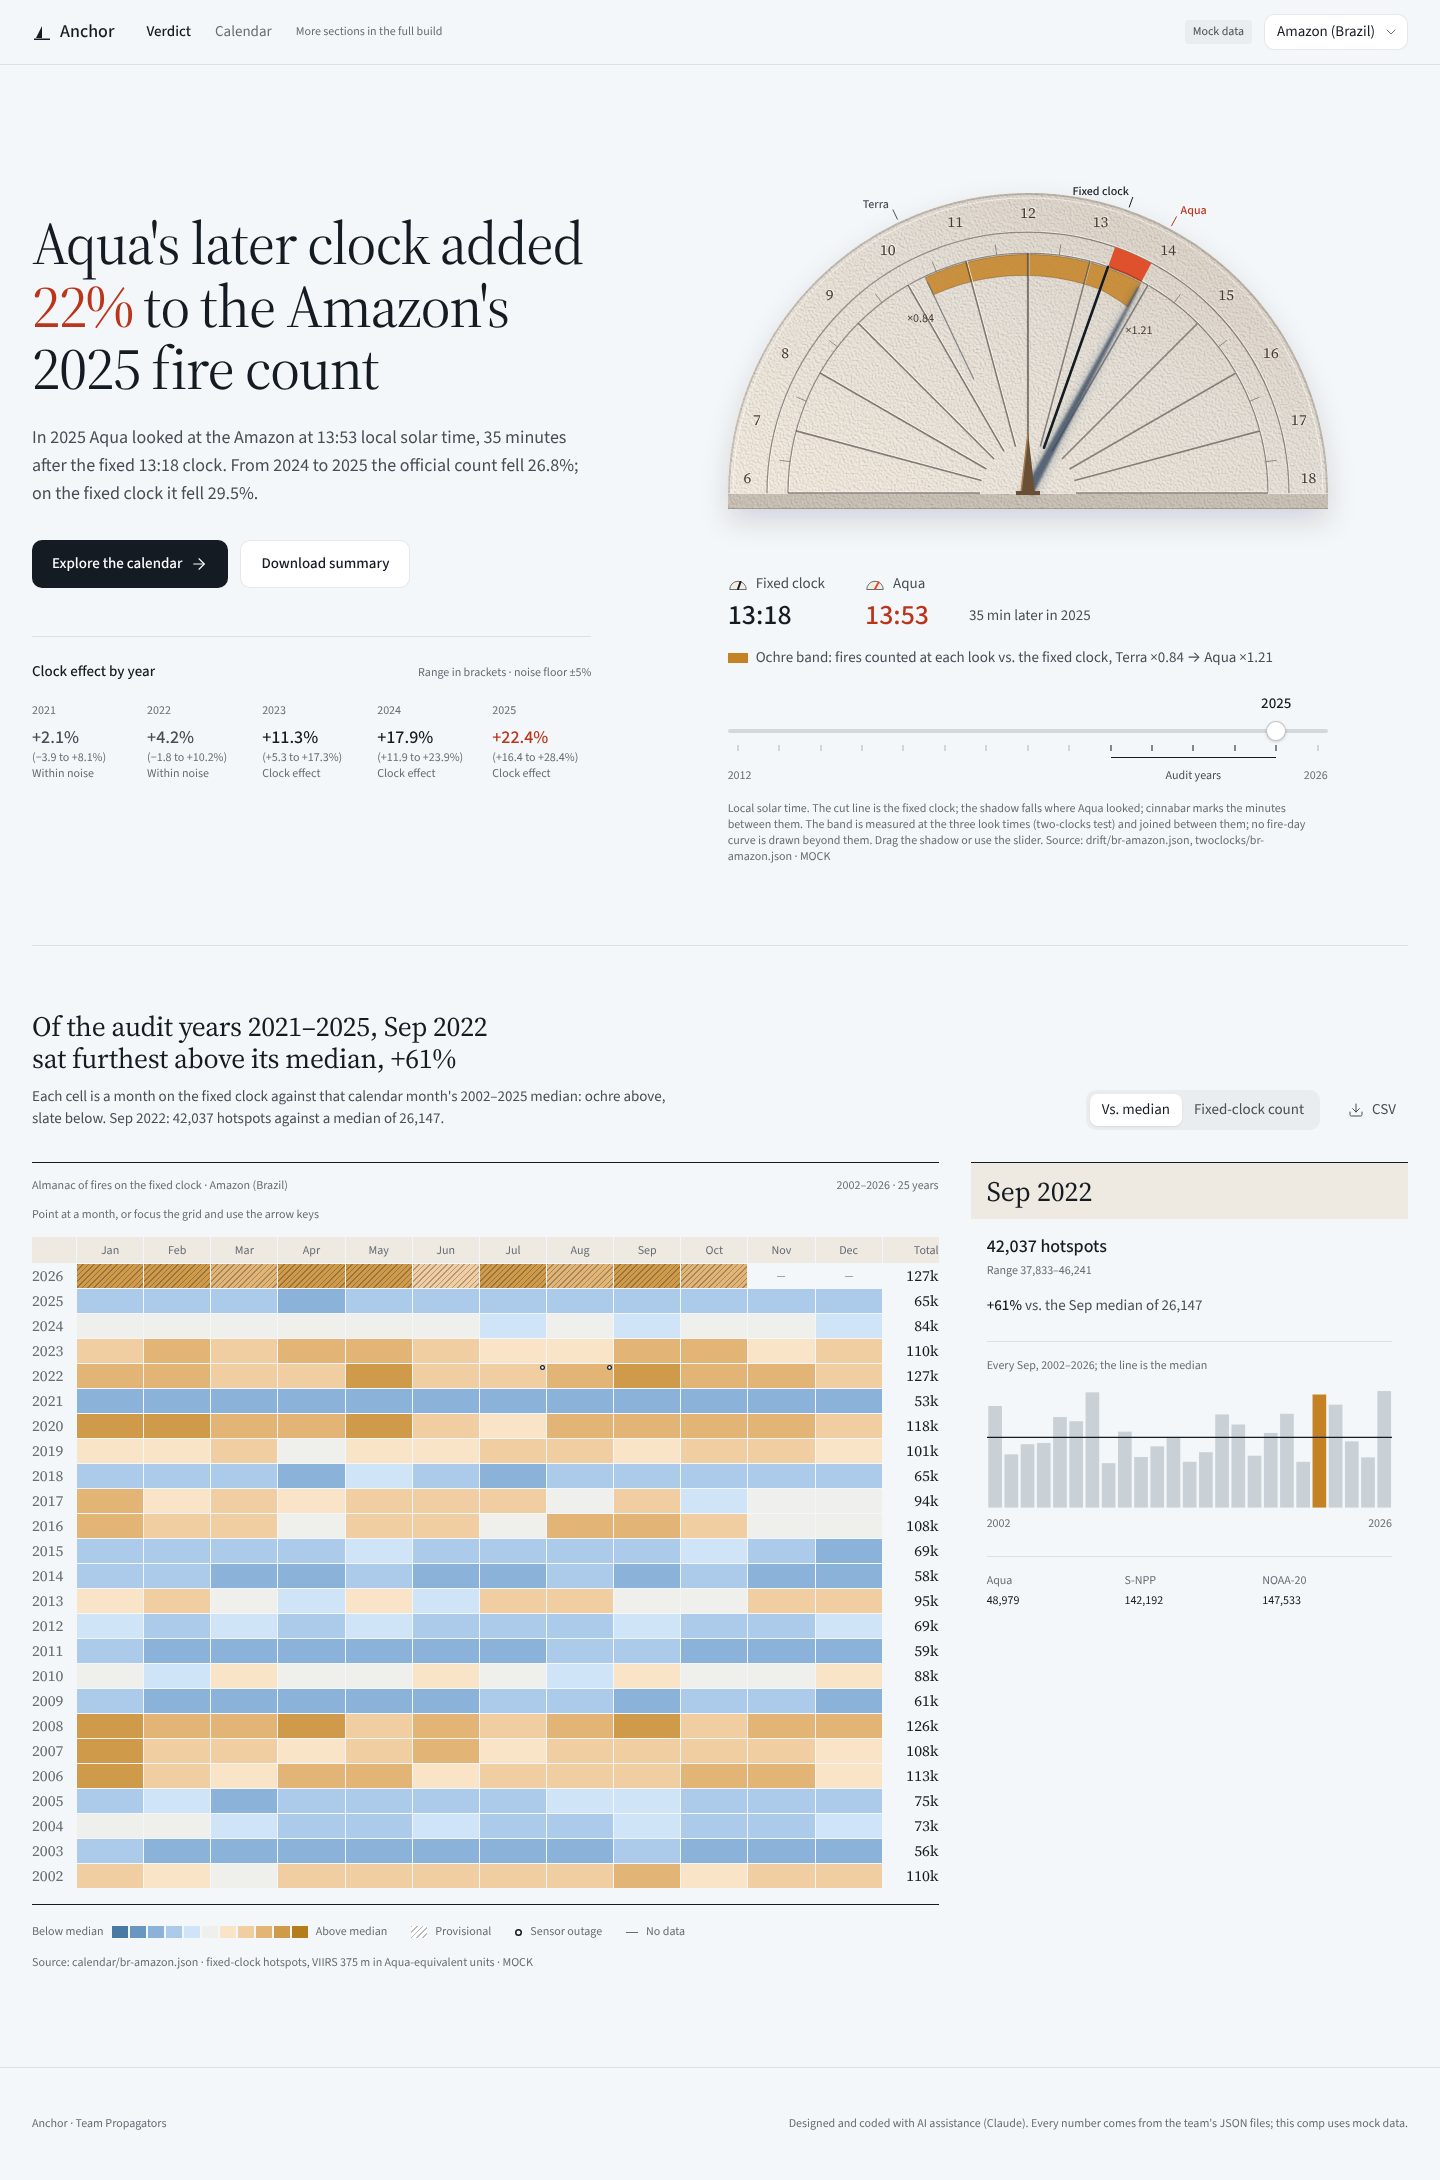 Anchor Verdict Calendar More sections in the full build Mock data Amazon (Brazil)
Aqua's later clock added
22% to the Amazon's
2025 fire count
In 2025 Aqua looked at the Amazon at 13:53 local solar time, 35 minutes
after the fixed 13:18 clock. From 2024 to 2025 the official count fell 26.8%;
on the fixed clock it fell 29.5%.
Explore the calendar → Download summary
Clock effect by year Range in brackets · noise floor ±5%
2021 2022 2023 2024 2025
+2.1% +4.2% +11.3% +17.9% +22.4%
(−3.9 to +8.1%) (−1.8 to +10.2%) (+5.3 to +17.3%) (+11.9 to +23.9%) (+16.4 to +28.4%)
Within noise Within noise Clock effect Clock effect Clock effect
Terra Fixed clock Aqua
6 7 8 9 10 11 12 13 14 15 16 17 18
×0.84 ×1.21
Fixed clock Aqua
13:18 13:53 35 min later in 2025
Ochre band: fires counted at each look vs. the fixed clock, Terra ×0.84 → Aqua ×1.21
2025
2012 Audit years 2026
Local solar time. The cut line is the fixed clock; the shadow falls where Aqua looked; cinnabar marks the minutes
between them. The band is measured at the three look times (two-clocks test) and joined between them; no fire-day
curve is drawn beyond them. Drag the shadow or use the slider. Source: drift/br-amazon.json, twoclocks/br-
amazon.json · MOCK
Of the audit years 2021–2025, Sep 2022
sat furthest above its median, +61%
Each cell is a month on the fixed clock against that calendar month's 2002–2025 median: ochre above,
slate below. Sep 2022: 42,037 hotspots against a median of 26,147.
Vs. median Fixed-clock count CSV
Almanac of fires on the fixed clock · Amazon (Brazil) 2002–2026 · 25 years
Point at a month, or focus the grid and use the arrow keys
Jan Feb Mar Apr May Jun Jul Aug Sep Oct Nov Dec Total
2026 – – 127k
2025 65k
2024 84k
2023 110k
2022 127k
2021 53k
2020 118k
2019 101k
2018 65k
2017 94k
2016 108k
2015 69k
2014 58k
2013 95k
2012 69k
2011 59k
2010 88k
2009 61k
2008 126k
2007 108k
2006 113k
2005 75k
2004 73k
2003 56k
2002 110k
Below median Above median Provisional Sensor outage — No data
Source: calendar/br-amazon.json · fixed-clock hotspots, VIIRS 375 m in Aqua-equivalent units · MOCK
Sep 2022
42,037 hotspots
Range 37,833–46,241
+61% vs. the Sep median of 26,147
Every Sep, 2002–2026; the line is the median
2002 2026
Aqua S-NPP NOAA-20
48,979 142,192 147,533
Anchor · Team Propagators
Designed and coded with AI assistance (Claude). Every number comes from the team's JSON files; this comp uses mock data.